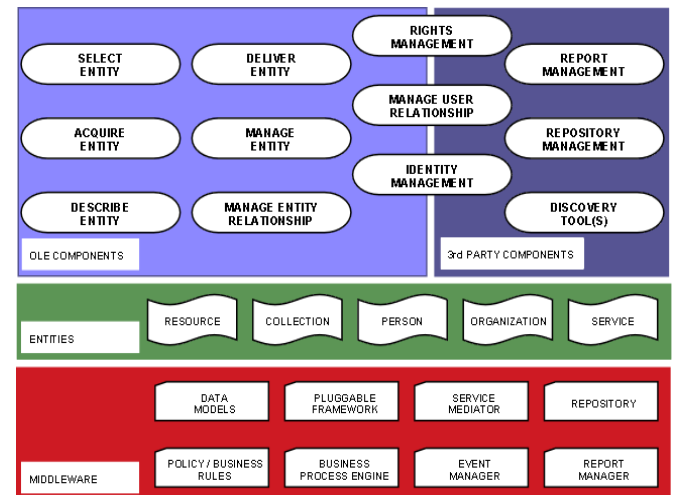 RIGHTS
MANAGEMENT
SELECT
ENTITY
DELIVER
ENTITY
REPORT
MANAGEMENT
MANAGE USER
RELATIONSHIP
ACQUIRE
ENTITY
MANAGE
ENTITY
REPOSITORY
MANAGEMENT
IDENTITY
MANAGEMENT
DESCRIBE
ENTITY
MANAGE ENTITY
RELATIONSHIP
DISCOVERY
TOOL(S)
OLE COMPONENTS
3rd PARTY COMPONENTS
RESOURCE
COLLECTION
PERSON
ORGANIZATION
SERVICE
ENTITIES
DATA
MODELS
PLUGGABLE
FRAMEWORK
SERVICE
MEDIATOR
REPOSITORY
POLICY / BUSINESS
RULES
BUSINESS
PROCESS ENGINE
EVENT
MANAGER
REPORT
MANAGER
MIDDLEWARE